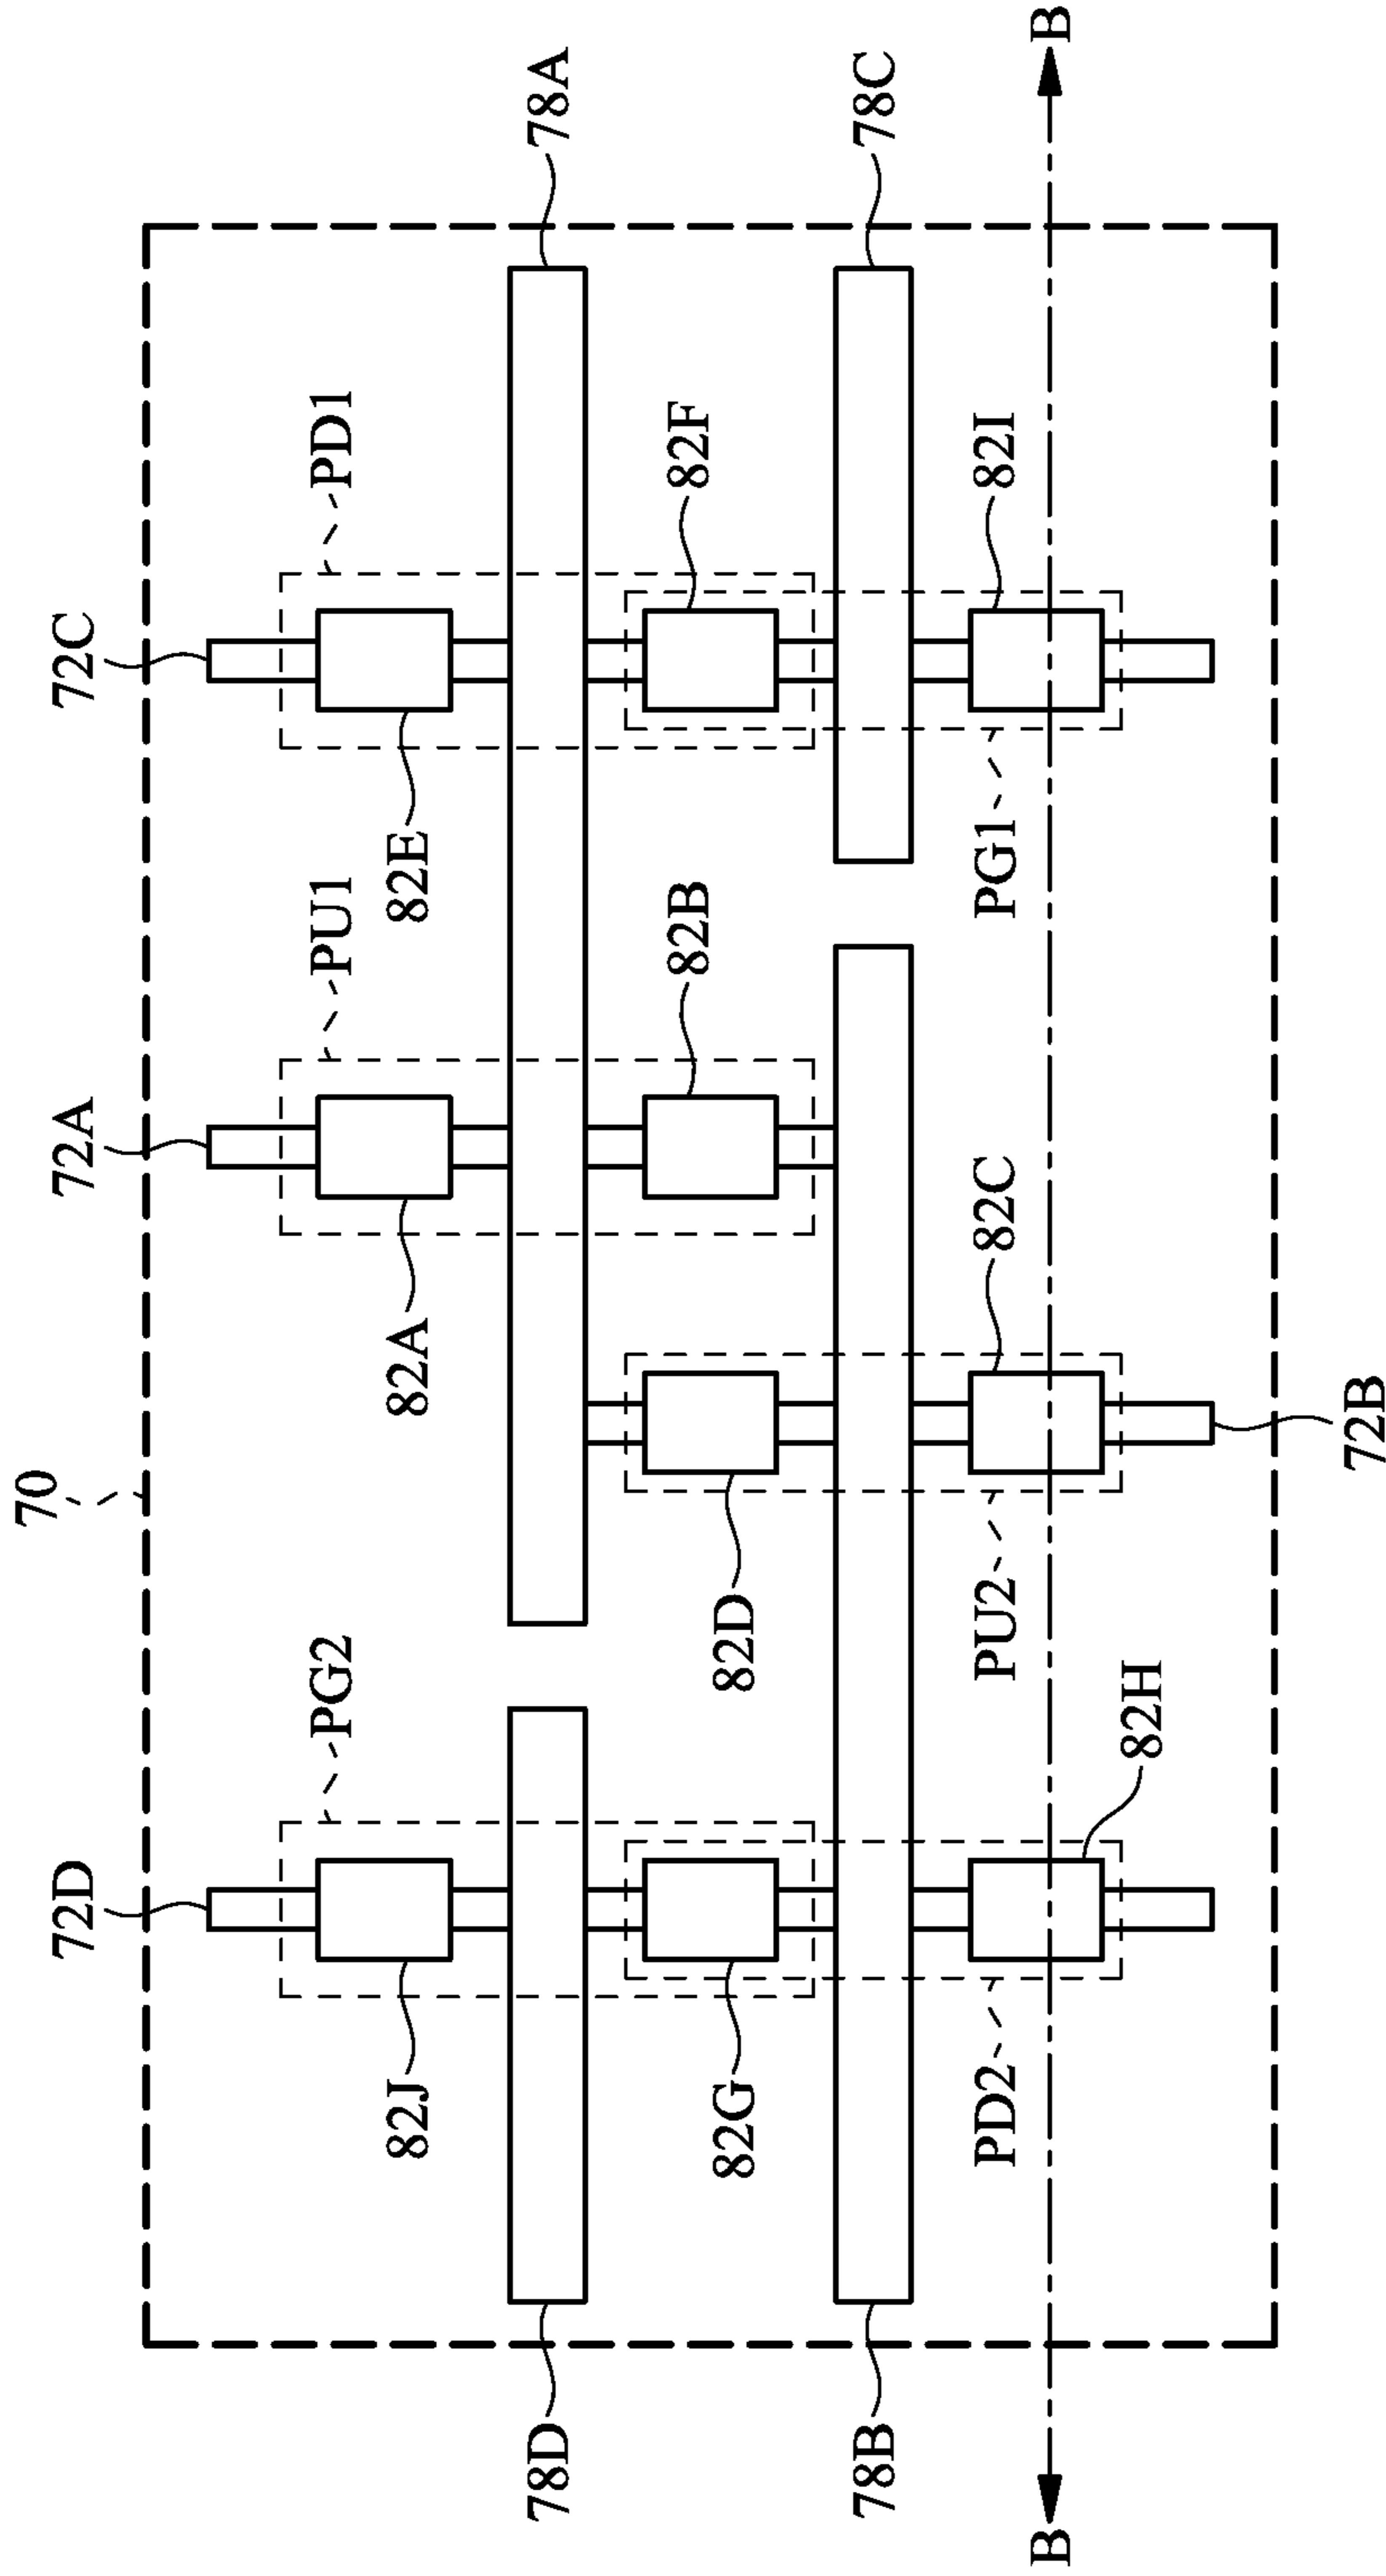 70
72D
72A
72C
PG2
PU1
PD1
82J
82A
82E
78D
78A
82B
82F
82G
82D
78B
78C
PD2
PU2
82C
PG1
82I
82H
B
B
72B